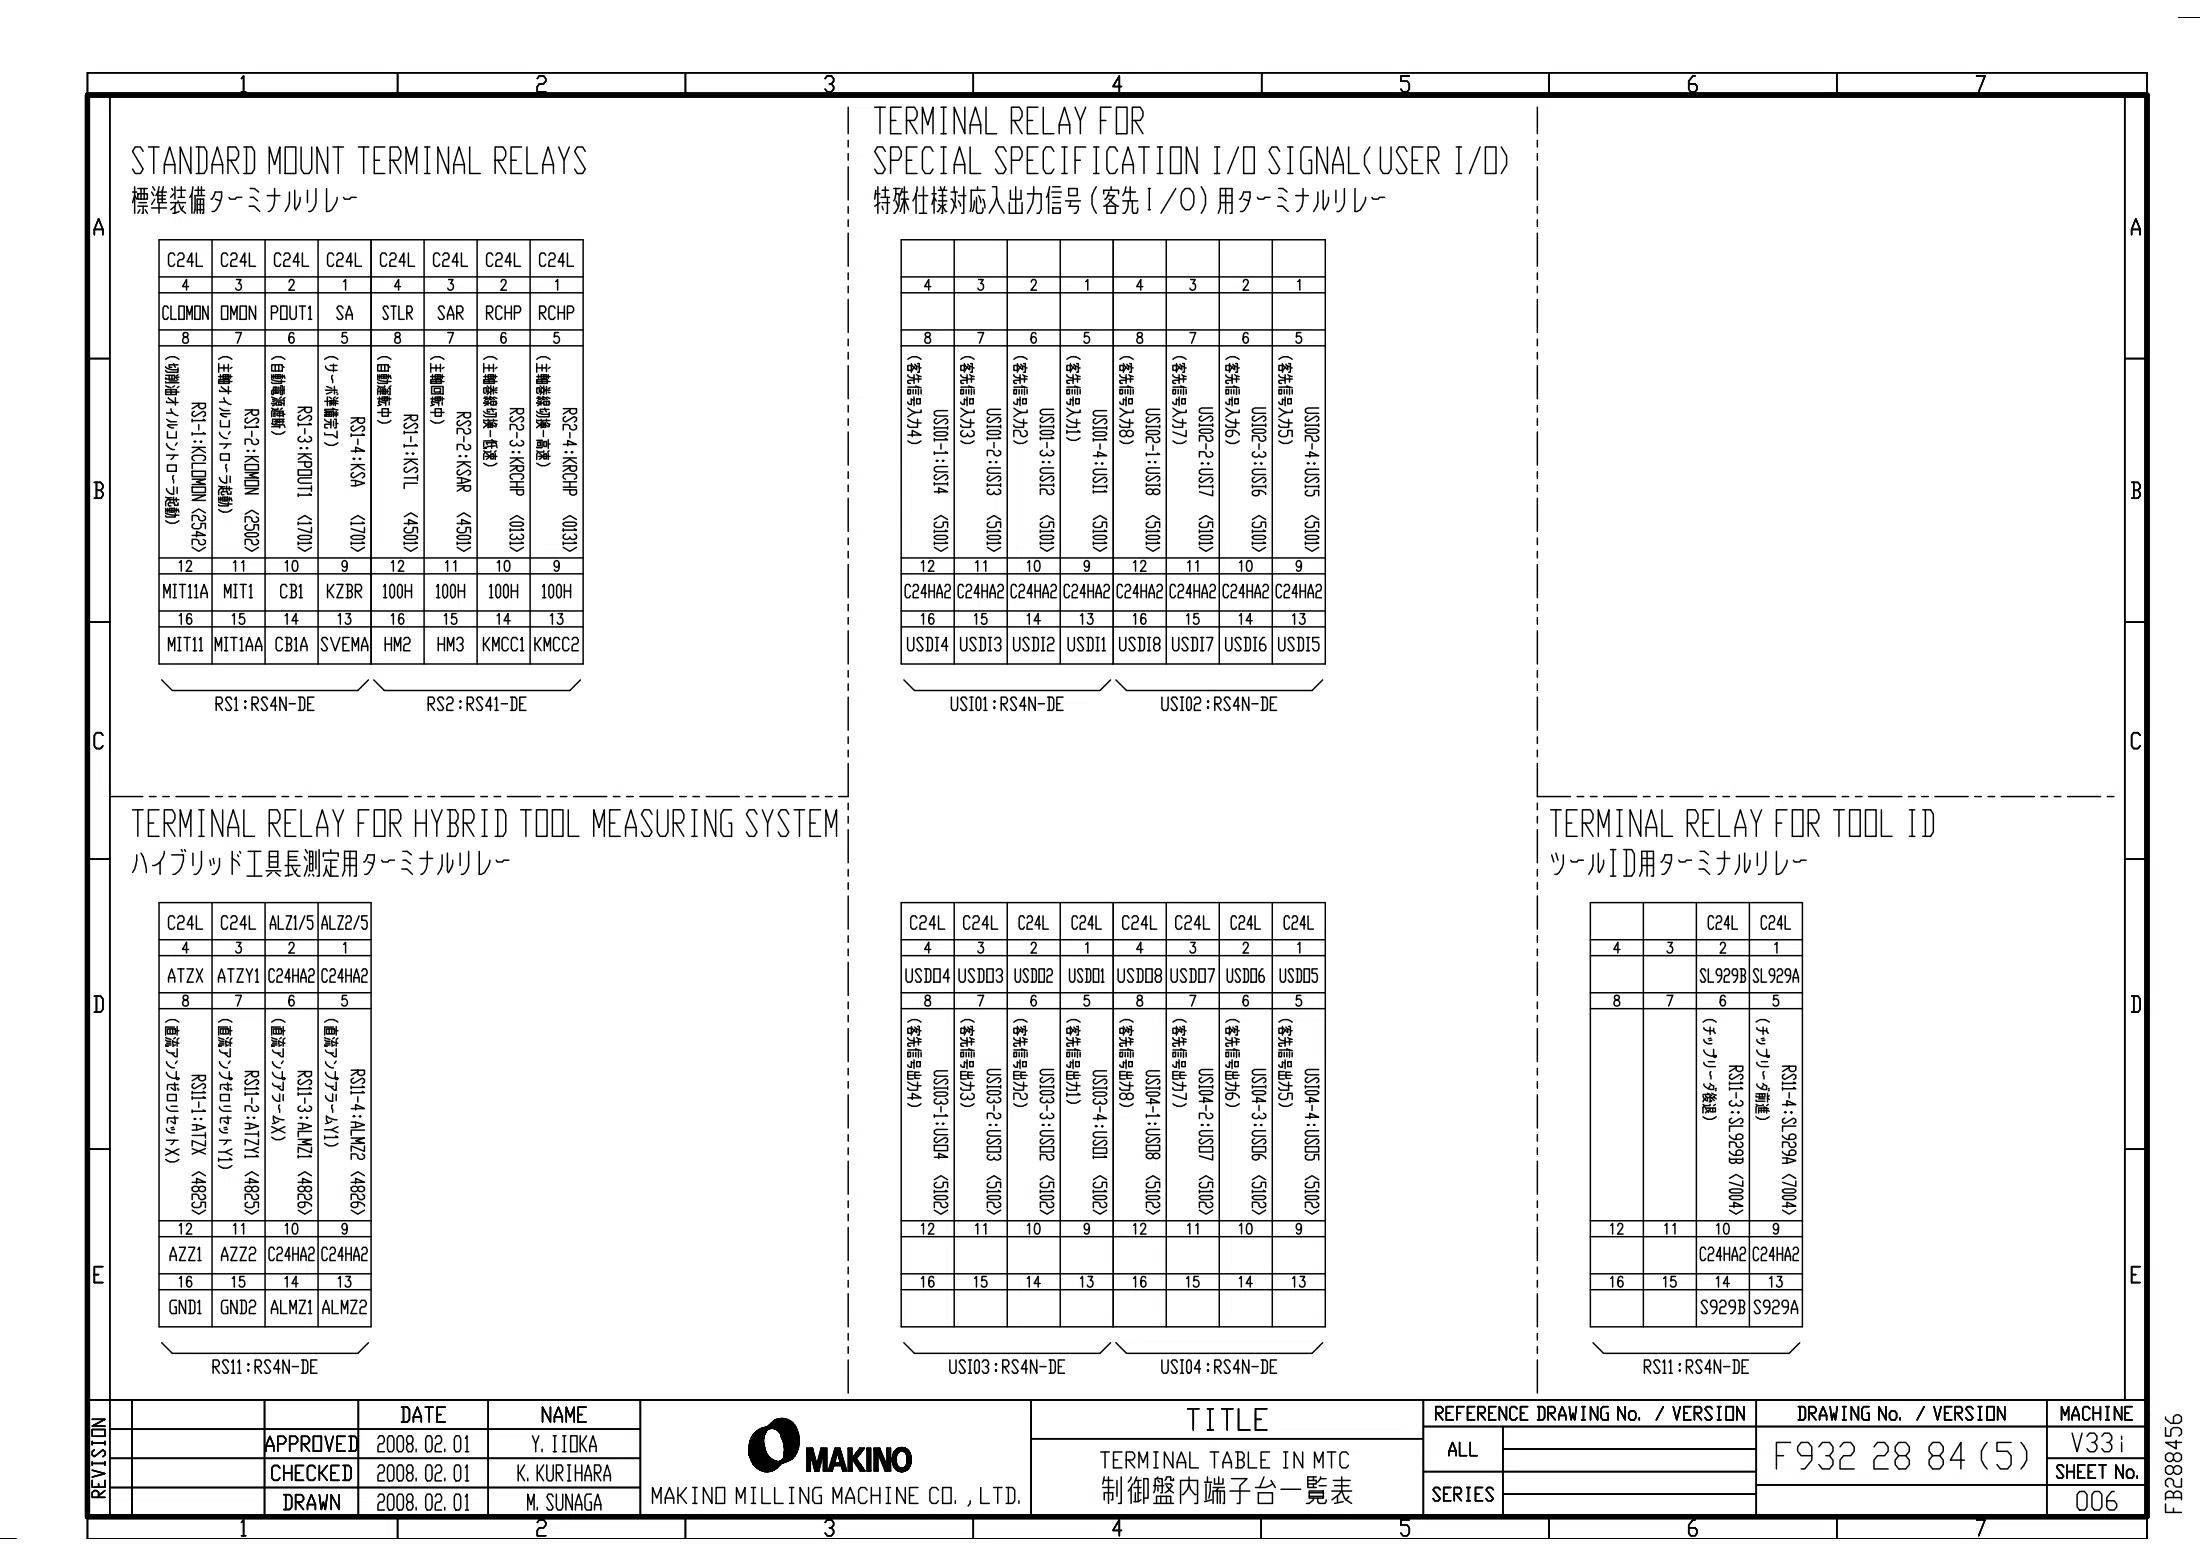 1 2 3 4 5 6 7
STANDARD MOUNT TERMINAL RELAYS
標準装備ターミナルリレー
C24L C24L C24L C24L C24L C24L C24L C24L
4 3 2 1 4 3 2 1
CLOMON OMON POUT1 SA STLR SAR RCHP RCHP
8 7 6 5 8 7 6 5
RS1-1:KCLOMON <2542>
(切削油オイルコントローラ起動)
RS1-2:KOMON <2502>
(主軸オイルコントローラ起動)
RS1-3:KPOUT1 <1701>
(自動電源遮断)
RS1-4:KSA <1701>
(サーボ準備完了)
RS1-1:KSTL <4501>
(自動運転中)
RS2-2:KSAR <4501>
(主軸回転中)
RS2-3:KRCHP <0131>
(主軸巻線切換-低速)
RS2-4:KRCHP <0131>
(主軸巻線切換-高速)
12 11 10 9 12 11 10 9
MIT11A MIT1 CB1 KZBR 100H 100H 100H 100H
16 15 14 13 16 15 14 13
MIT11 MIT1AA CB1A SVEMA HM2 HM3 KMCC1 KMCC2
RS1:RS4N-DE RS2:RS41-DE
TERMINAL RELAY FOR
SPECIAL SPECIFICATION I/O SIGNAL(USER I/O)
特殊仕様対応入出力信号(客先I/O)用ターミナルリレー
4 3 2 1 4 3 2 1
8 7 6 5 8 7 6 5
USI01-1:USI4 <5101>
(客先信号入力4)
USI01-2:USI3 <5101>
(客先信号入力3)
USI01-3:USI2 <5101>
(客先信号入力2)
USI01-4:USI1 <5101>
(客先信号入力1)
USI02-1:USI8 <5101>
(客先信号入力8)
USI02-2:USI7 <5101>
(客先信号入力7)
USI02-3:USI6 <5101>
(客先信号入力6)
USI02-4:USI5 <5101>
(客先信号入力5)
12 11 10 9 12 11 10 9
C24HA2 C24HA2 C24HA2 C24HA2 C24HA2 C24HA2 C24HA2 C24HA2
16 15 14 13 16 15 14 13
USDI4 USDI3 USDI2 USDI1 USDI8 USDI7 USDI6 USDI5
USI01:RS4N-DE USI02:RS4N-DE
A A
B B
C C
D D
E E
TERMINAL RELAY FOR HYBRID TOOL MEASURING SYSTEM
ハイブリッド工具長測定用ターミナルリレー
C24L C24L ALZ1/5 ALZ2/5
4 3 2 1
ATZX ATZY1 C24HA2 C24HA2
8 7 6 5
RS11-1:ATZX <4825>
(直流アンプゼロリセットX)
RS11-2:ATZY1 <4825>
(直流アンプゼロリセットY1)
RS11-3:ALMZ1 <4826>
(直流アンプアラームX)
RS11-4:ALMZ2 <4826>
(直流アンプアラームY1)
12 11 10 9
AZZ1 AZZ2 C24HA2 C24HA2
16 15 14 13
GND1 GND2 ALMZ1 ALMZ2
RS11:RS4N-DE
C24L C24L C24L C24L C24L C24L C24L C24L
4 3 2 1 4 3 2 1
USDO4 USDO3 USDO2 USDO1 USDO8 USDO7 USDO6 USDO5
8 7 6 5 8 7 6 5
USI03-1:USO4 <5102>
(客先信号出力4)
USI03-2:USO3 <5102>
(客先信号出力3)
USI03-3:USO2 <5102>
(客先信号出力2)
USI03-4:USO1 <5102>
(客先信号出力1)
USI04-1:USO8 <5102>
(客先信号出力8)
USI04-2:USO7 <5102>
(客先信号出力7)
USI04-3:USO6 <5102>
(客先信号出力6)
USI04-4:USO5 <5102>
(客先信号出力5)
12 11 10 9 12 11 10 9
16 15 14 13 16 15 14 13
USI03:RS4N-DE USI04:RS4N-DE
TERMINAL RELAY FOR TOOL ID
ツールID用ターミナルリレー
C24L C24L
4 3 2 1
SL929B SL929A
8 7 6 5
RS11-3:SL929B <7004>
(チップリーダ後退)
RS11-4:SL929A <7004>
(チップリーダ前進)
12 11 10 9
C24HA2 C24HA2
16 15 14 13
S929B S929A
RS11:RS4N-DE
REVISION
DATE NAME
APPROVED 2008.02.01 Y. IIOKA
CHECKED 2008.02.01 K. KURIHARA
DRAWN 2008.02.01 M. SUNAGA
MAKINO
MAKINO MILLING MACHINE CO.,LTD.
TITLE
TERMINAL TABLE IN MTC
制御盤内端子台一覧表
REFERENCE DRAWING No. / VERSION
ALL
SERIES
DRAWING No. / VERSION
F932 28 84(5)
MACHINE
V33i
SHEET No.
006
FB288456
1 2 3 4 5 6 7